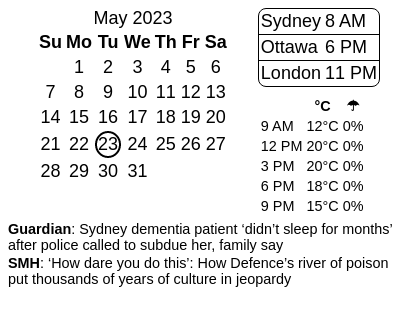 May 2023
Su Mo Tu We Th Fr Sa
1 2 3 4 5 6
7 8 9 10 11 12 13
14 15 16 17 18 19 20
21 22 23 24 25 26 27
28 29 30 31
Sydney 8 AM
Ottawa 6 PM
London 11 PM
°C ☂
9 AM 12°C 0%
12 PM 20°C 0%
3 PM 20°C 0%
6 PM 18°C 0%
9 PM 15°C 0%
Guardian: Sydney dementia patient ‘didn’t sleep for months’
after police called to subdue her, family say
SMH: ‘How dare you do this’: How Defence’s river of poison
put thousands of years of culture in jeopardy